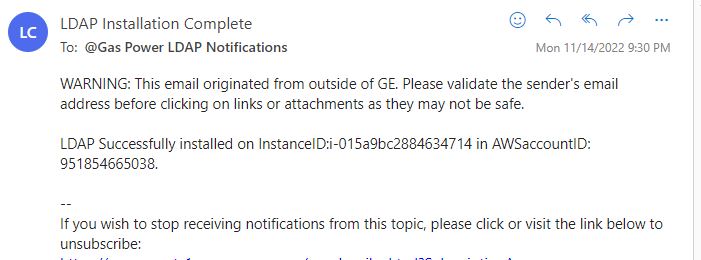 LC
LDAP Installation Complete
To: @Gas Power LDAP Notifications
Mon 11/14/2022 9:30 PM
WARNING: This email originated from outside of GE. Please validate the sender's email
address before clicking on links or attachments as they may not be safe.
LDAP Successfully installed on InstanceID:i-015a9bc2884634714 in AWSaccountID:
951854665038.
--
If you wish to stop receiving notifications from this topic, please click or visit the link below to
unsubscribe: